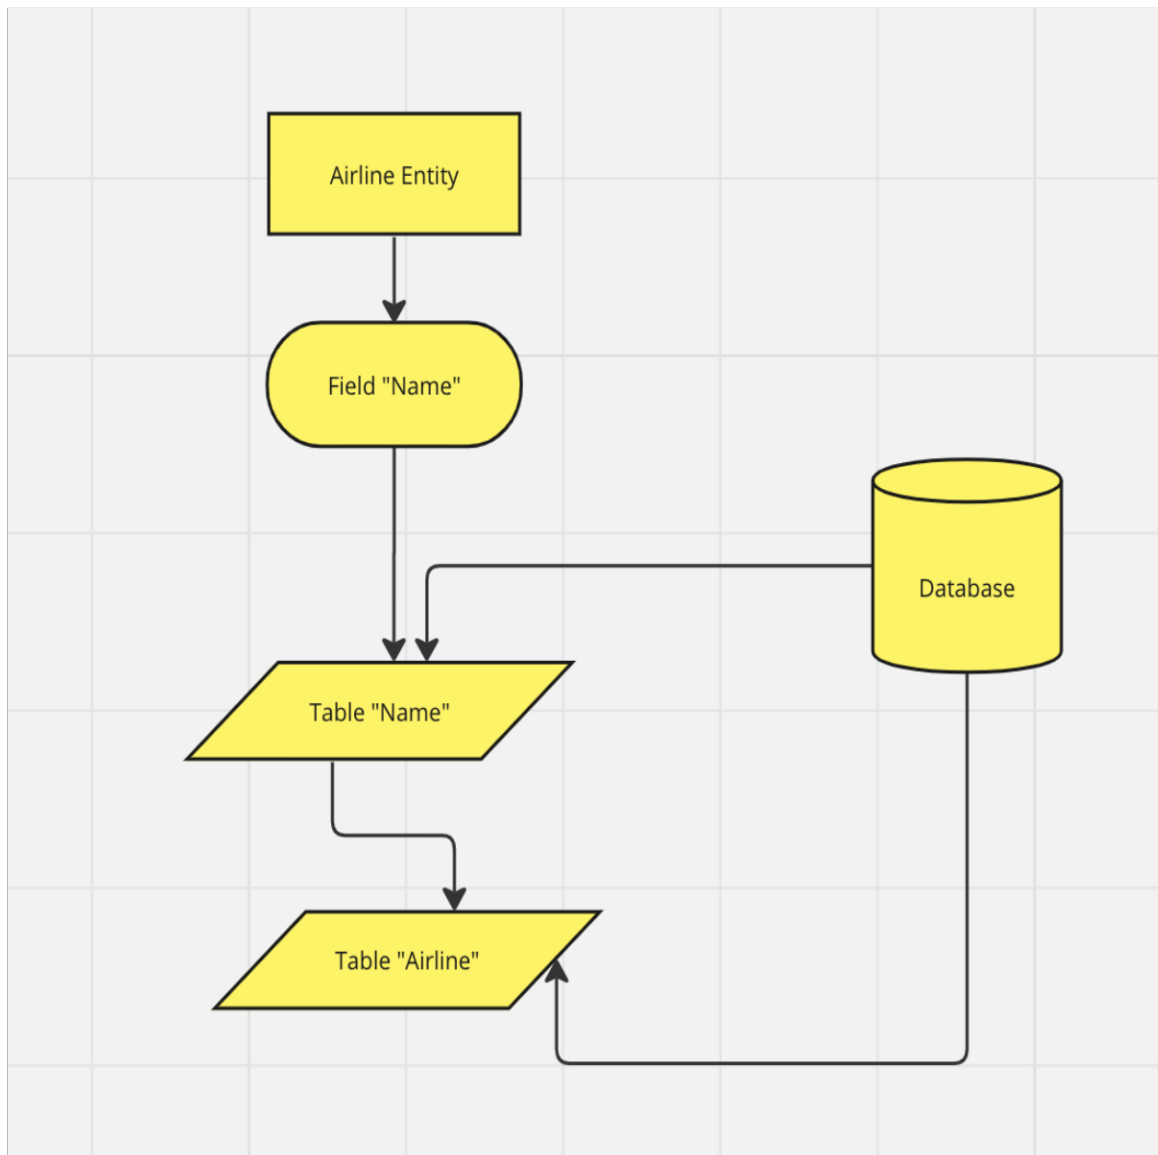 Airline Entity
Field "Name"
Database
Table "Name"
Table "Airline"